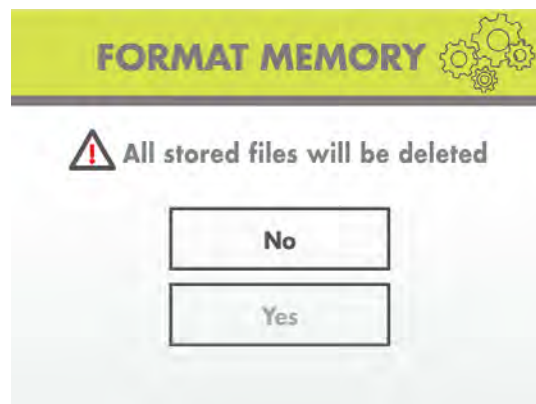 FORMAT MEMORY
All stored files will be deleted
No
Yes